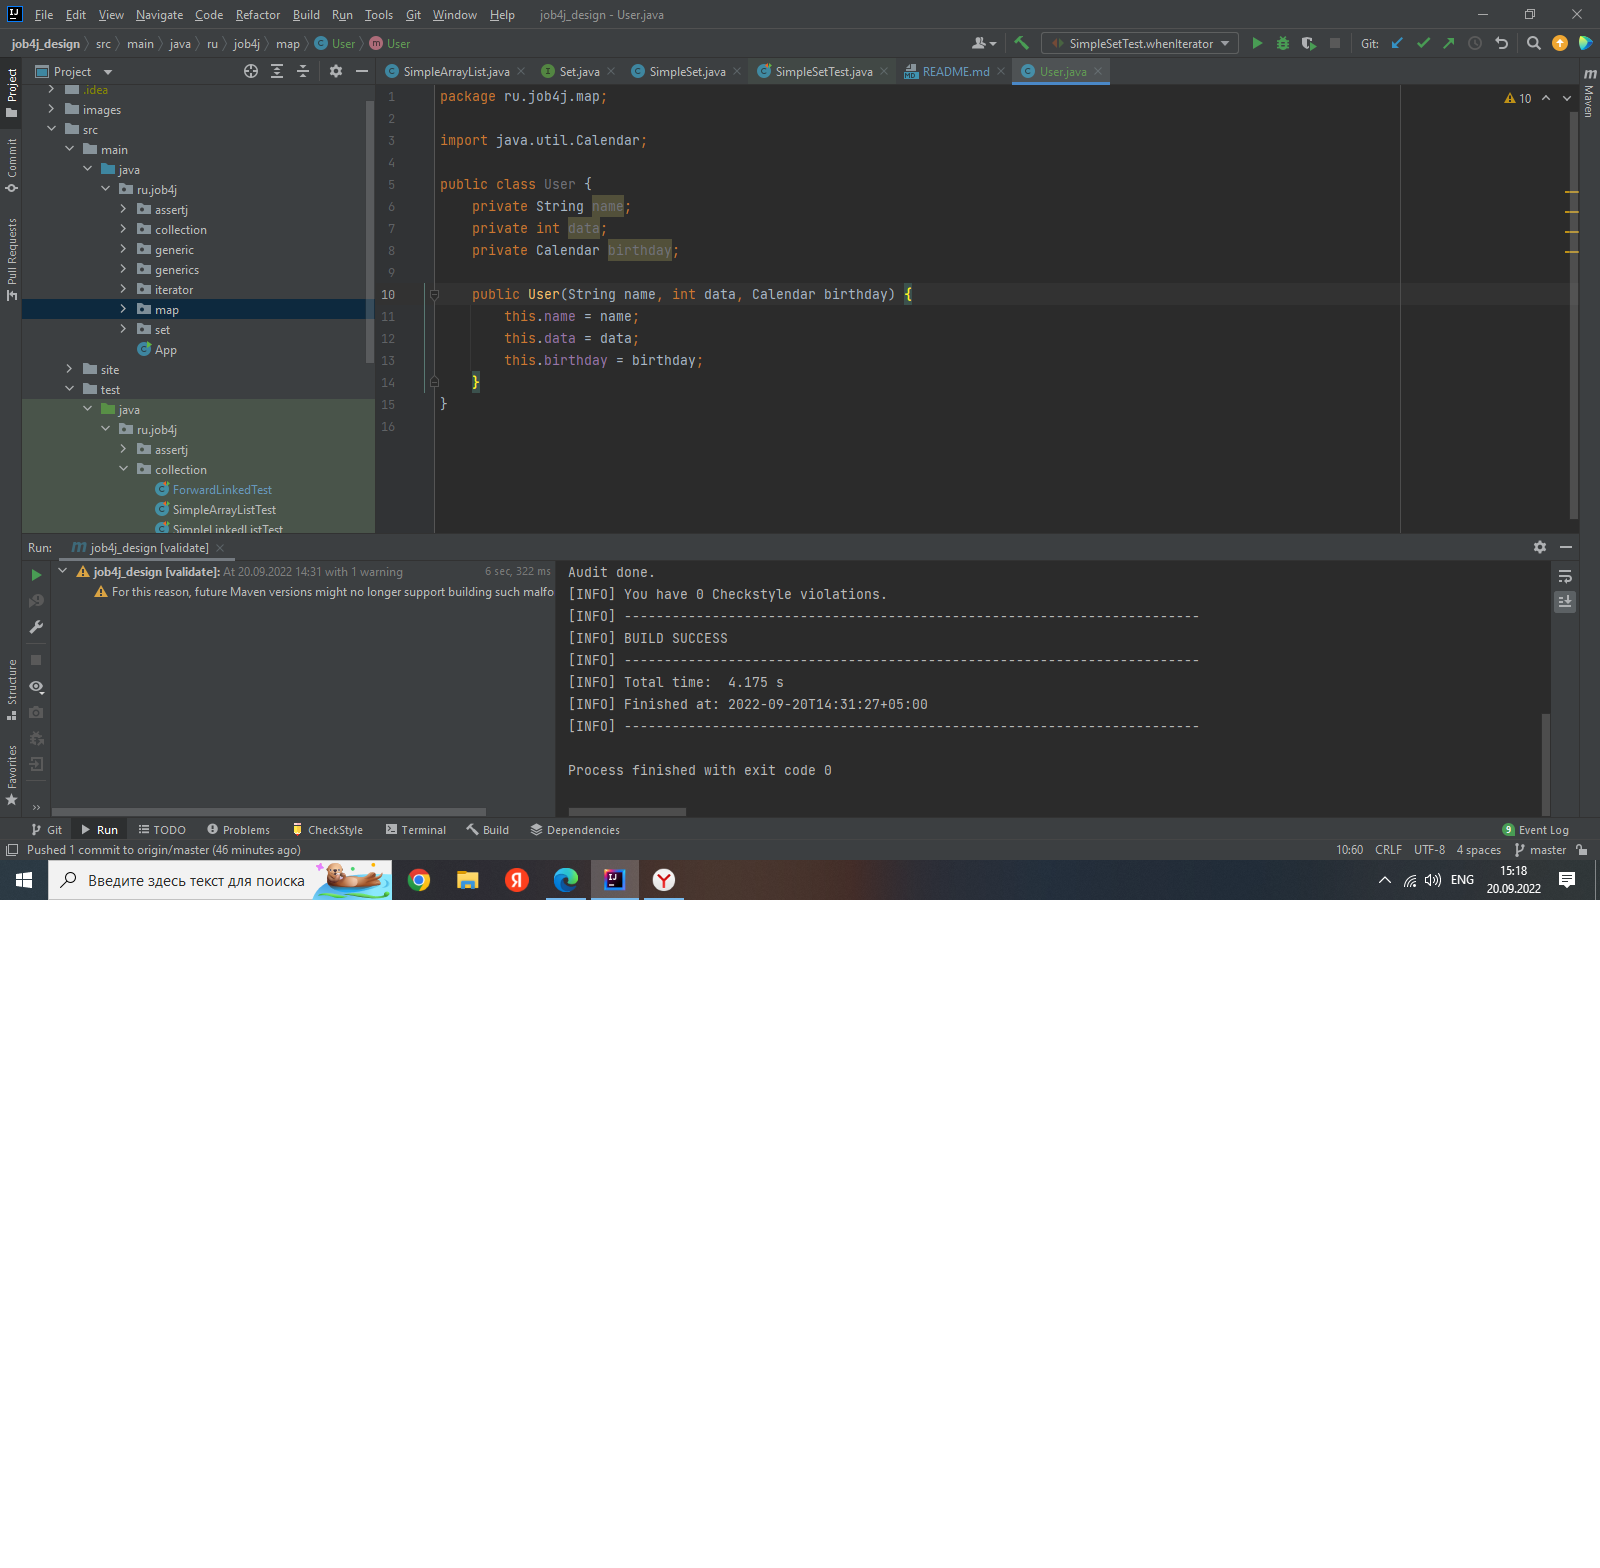 File Edit View Navigate Code Refactor Build Run Tools Git Window Help job4j_design - User.java
job4j_design src main java ru job4j map User User
SimpleSetTest.whenIterator Git:
Project
SimpleArrayList.java Set.java SimpleSet.java SimpleSetTest.java README.md User.java
.idea
images
src
main
java
ru.job4j
assertj
collection
generic
generics
iterator
map
set
App
site
test
java
ru.job4j
assertj
collection
ForwardLinkedTest
SimpleArrayListTest
SimpleLinkedListTest
Project
Commit
Pull Requests
Structure
Favorites
Maven
10
1 package ru.job4j.map;
2
3 import java.util.Calendar;
4
5 public class User {
6 private String name;
7 private int data;
8 private Calendar birthday;
9
10 public User(String name, int data, Calendar birthday) {
11 this.name = name;
12 this.data = data;
13 this.birthday = birthday;
14 }
15 }
16
Run: job4j_design [validate]
job4j_design [validate]: At 20.09.2022 14:31 with 1 warning 6 sec, 322 ms
For this reason, future Maven versions might no longer support building such malfo
Audit done.
[INFO] You have 0 Checkstyle violations.
[INFO] ------------------------------------------------------------------------
[INFO] BUILD SUCCESS
[INFO] ------------------------------------------------------------------------
[INFO] Total time:  4.175 s
[INFO] Finished at: 2022-09-20T14:31:27+05:00
[INFO] ------------------------------------------------------------------------
Process finished with exit code 0
Git Run TODO Problems CheckStyle Terminal Build Dependencies 9 Event Log
Pushed 1 commit to origin/master (46 minutes ago) 10:60 CRLF UTF-8 4 spaces master
Введите здесь текст для поиска ENG 15:18
20.09.2022